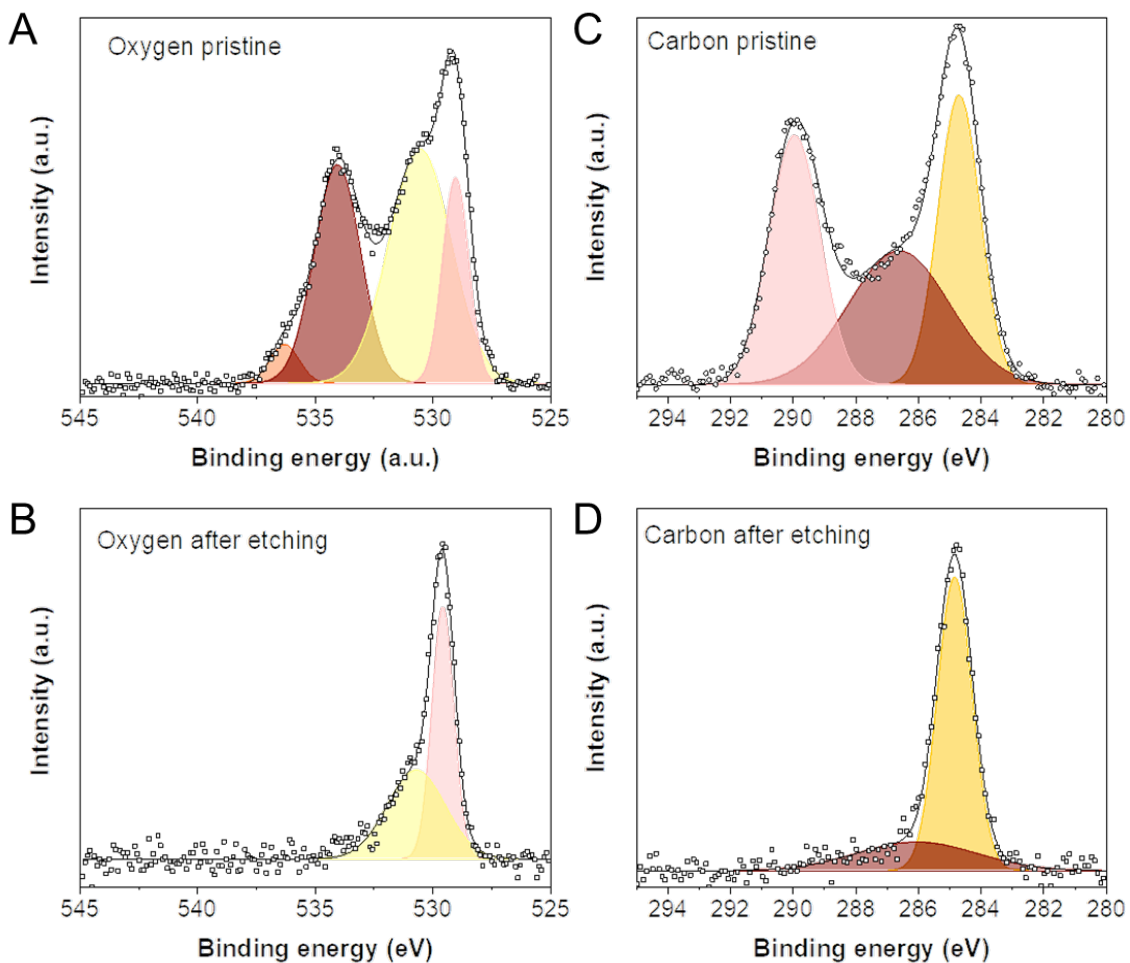 A
Oxygen pristine
Intensity (a.u.)
545 540 535 530 525
Binding energy (a.u.)
C
Carbon pristine
Intensity (a.u.)
294 292 290 288 286 284 282 280
Binding energy (eV)
B
Oxygen after etching
Intensity (a.u.)
545 540 535 530 525
Binding energy (eV)
D
Carbon after etching
Intensity (a.u.)
294 292 290 288 286 284 282 280
Binding energy (eV)